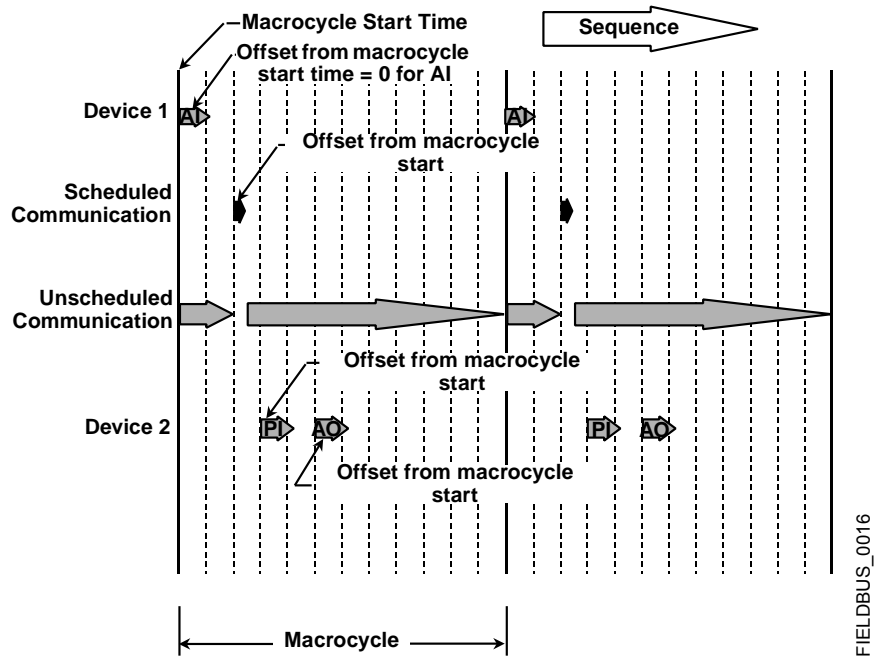 Macrocycle Start Time
Sequence
Offset from macrocycle
start time = 0 for AI
Device 1
AI
AI
Offset from macrocycle
start
Scheduled
Communication
Unscheduled
Communication
Offset from macrocycle
start
Device 2
PI
AO
PI
AO
Offset from macrocycle
start
Macrocycle
FIELDBUS_0016